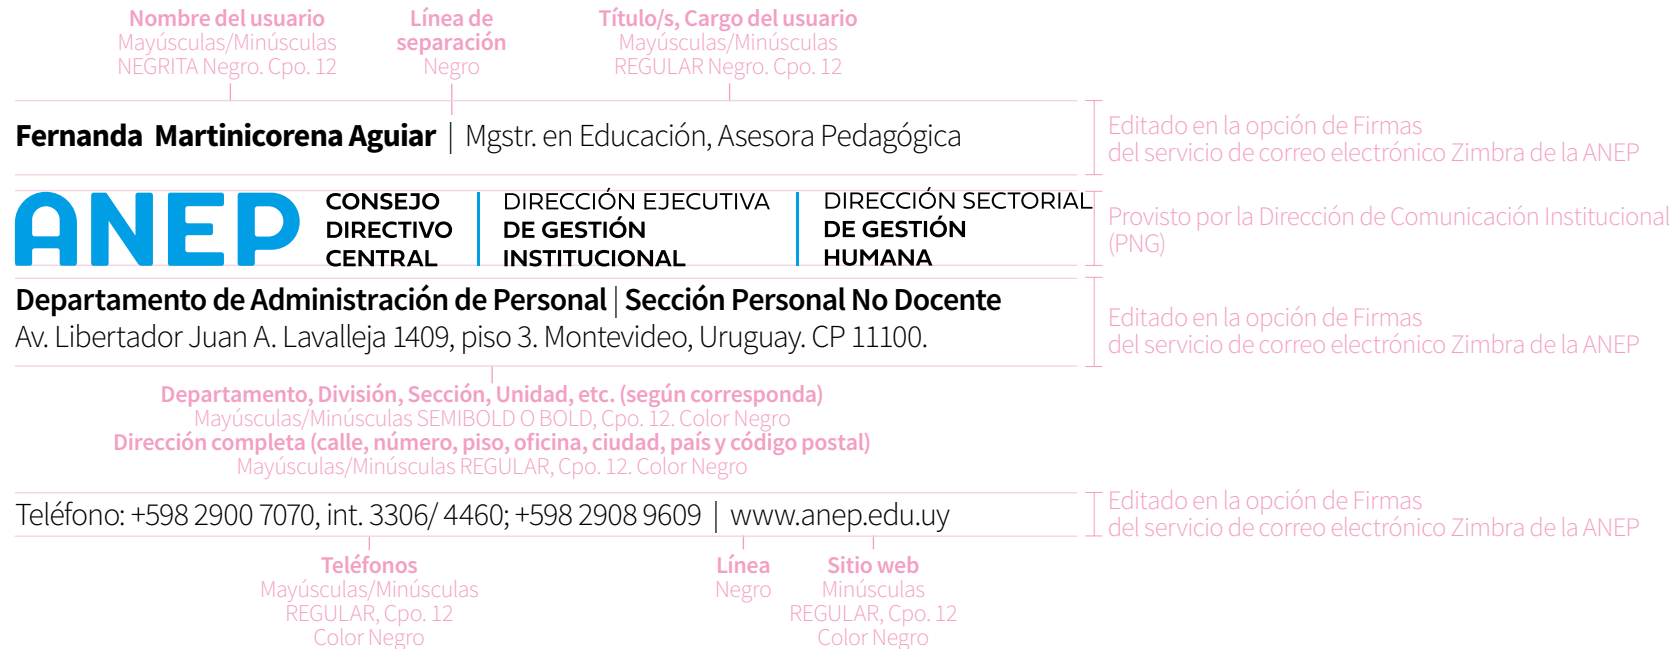 Nombre del usuario
Mayúsculas/Minúsculas
NEGRITA Negro. Cpo. 12
Línea de
separación
Negro
Título/s, Cargo del usuario
Mayúsculas/Minúsculas
REGULAR Negro. Cpo. 12
Fernanda Martinicorena Aguiar | Mgstr. en Educación, Asesora Pedagógica
Editado en la opción de Firmas
del servicio de correo electrónico Zimbra de la ANEP
ANEP
CONSEJO
DIRECTIVO
CENTRAL
DIRECCIÓN EJECUTIVA
DE GESTIÓN
INSTITUCIONAL
DIRECCIÓN SECTORIAL
DE GESTIÓN
HUMANA
Provisto por la Dirección de Comunicación Institucional
(PNG)
Departamento de Administración de Personal | Sección Personal No Docente
Av. Libertador Juan A. Lavalleja 1409, piso 3. Montevideo, Uruguay. CP 11100.
Editado en la opción de Firmas
del servicio de correo electrónico Zimbra de la ANEP
Departamento, División, Sección, Unidad, etc. (según corresponda)
Mayúsculas/Minúsculas SEMIBOLD O BOLD, Cpo. 12. Color Negro
Dirección completa (calle, número, piso, oficina, ciudad, país y código postal)
Mayúsculas/Minúsculas REGULAR, Cpo. 12. Color Negro
Teléfono: +598 2900 7070, int. 3306/ 4460; +598 2908 9609 | www.anep.edu.uy
Editado en la opción de Firmas
del servicio de correo electrónico Zimbra de la ANEP
Teléfonos
Mayúsculas/Minúsculas
REGULAR, Cpo. 12
Color Negro
Línea
Negro
Sitio web
Minúsculas
REGULAR, Cpo. 12
Color Negro